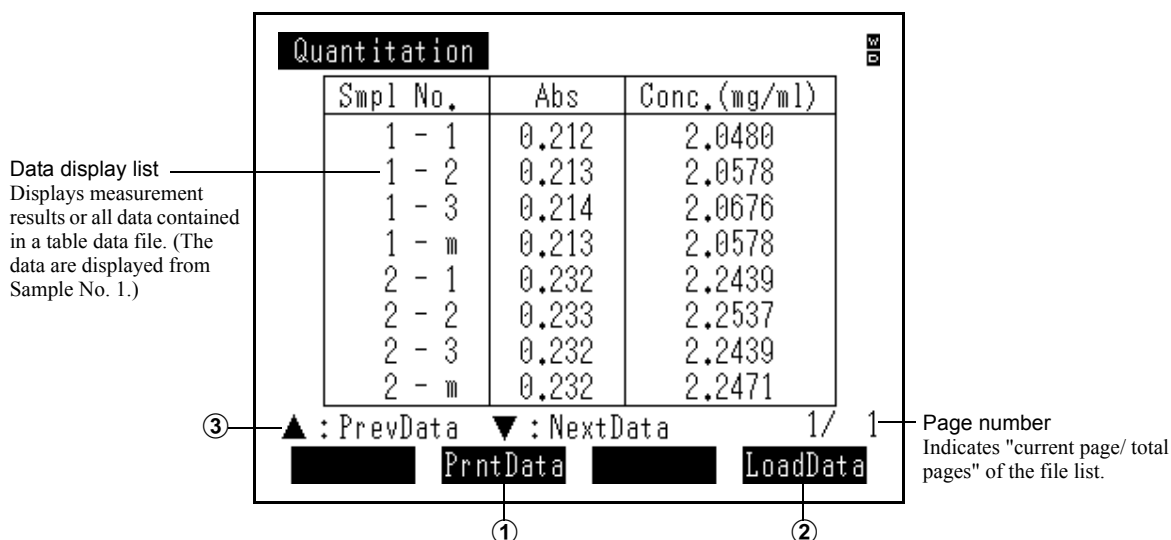 Quantitation
W
D
Smpl No. Abs Conc.(mg/ml)
1 - 1 0.212 2.0480
1 - 2 0.213 2.0578
1 - 3 0.214 2.0676
1 - m 0.213 2.0578
2 - 1 0.232 2.2439
2 - 2 0.233 2.2537
2 - 3 0.232 2.2439
2 - m 0.232 2.2471
▲ : PrevData ▼ : NextData 1/ 1
PrntData LoadData
Data display list
Displays measurement
results or all data contained
in a table data file. (The
data are displayed from
Sample No. 1.)
③
Page number
Indicates "current page/ total
pages" of the file list.
① ②